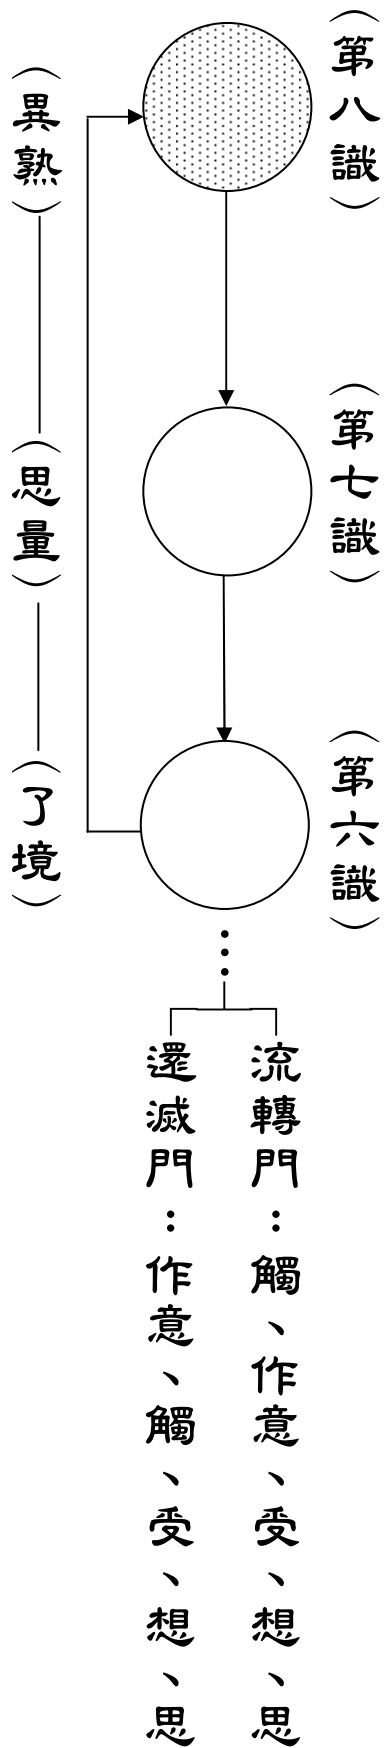 （第八識）
（第七識）
（第六識）
（異熟）
（思量）
（了境）
流轉門：觸、作意、受、想、思
還滅門：作意、觸、受、想、思